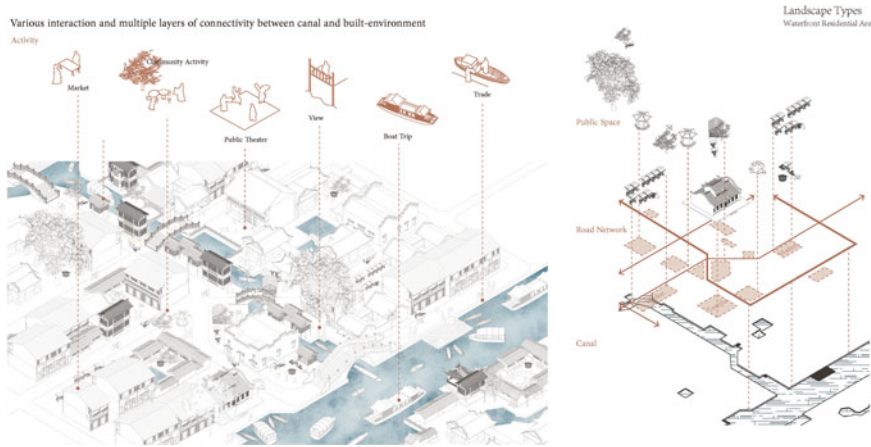 Various interaction and multiple layers of connectivity between canal and built-environment
Activity
Market
Community Activity
Public Theater
View
Boat Trip
Trade
Landscape Types
Waterfront Residential Area
Public Space
Road Network
Canal